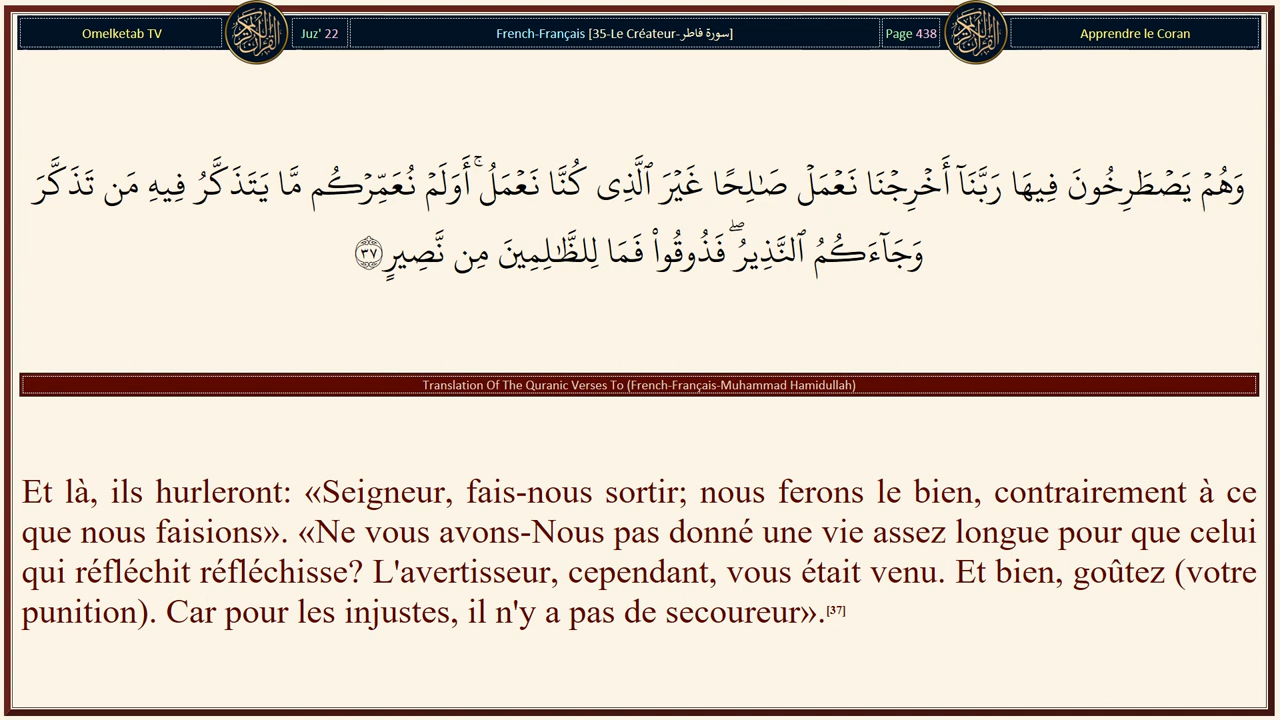 Omelketab TV
Juz' 22
French-Français [35-Le Créateur-سورة فاطر]
Page 438
Apprendre le Coran
وَهُمۡ يَصۡطَرِخُونَ فِيهَا رَبَّنَآ أَخۡرِجۡنَا نَعۡمَلۡ صَٰلِحًا غَيۡرَ ٱلَّذِى كُنَّا نَعۡمَلُ ۚ أَوَلَمۡ نُعَمِّرۡكُم مَّا يَتَذَكَّرُ فِيهِ مَن تَذَكَّرَ
وَجَآءَكُمُ ٱلنَّذِيرُ ۖ فَذُوقُوا۟ فَمَا لِلظَّٰلِمِينَ مِن نَّصِيرٍ ٣٧
Translation Of The Quranic Verses To (French-Français-Muhammad Hamidullah)
Et là, ils hurleront: «Seigneur, fais-nous sortir; nous ferons le bien, contrairement à ce
que nous faisions». «Ne vous avons-Nous pas donné une vie assez longue pour que celui
qui réfléchit réfléchisse? L'avertisseur, cependant, vous était venu. Et bien, goûtez (votre
punition). Car pour les injustes, il n'y a pas de secoureur».[37]